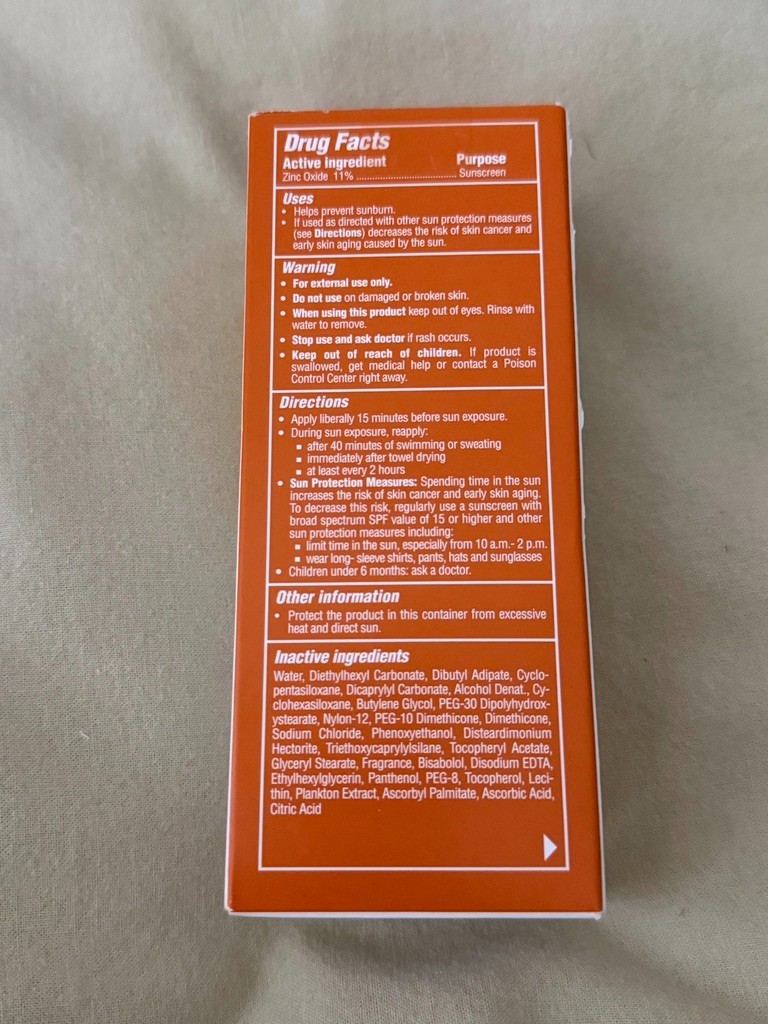 Drug Facts
Active ingredient Purpose
Zinc Oxide 11% ........................................ Sunscreen
Uses
• Helps prevent sunburn.
• If used as directed with other sun protection measures
(see Directions) decreases the risk of skin cancer and
early skin aging caused by the sun.
Warning
• For external use only.
• Do not use on damaged or broken skin.
• When using this product keep out of eyes. Rinse with
water to remove.
• Stop use and ask doctor if rash occurs.
• Keep out of reach of children. If product is
swallowed, get medical help or contact a Poison
Control Center right away.
Directions
• Apply liberally 15 minutes before sun exposure.
• During sun exposure, reapply:
▪ after 40 minutes of swimming or sweating
▪ immediately after towel drying
▪ at least every 2 hours
• Sun Protection Measures: Spending time in the sun
increases the risk of skin cancer and early skin aging.
To decrease this risk, regularly use a sunscreen with
broad spectrum SPF value of 15 or higher and other
sun protection measures including:
▪ limit time in the sun, especially from 10 a.m.- 2 p.m.
▪ wear long- sleeve shirts, pants, hats and sunglasses
• Children under 6 months: ask a doctor.
Other information
• Protect the product in this container from excessive
heat and direct sun.
Inactive ingredients
Water, Diethylhexyl Carbonate, Dibutyl Adipate, Cyclo-
pentasiloxane, Dicaprylyl Carbonate, Alcohol Denat., Cy-
clohexasiloxane, Butylene Glycol, PEG-30 Dipolyhydrox-
ystearate, Nylon-12, PEG-10 Dimethicone, Dimethicone,
Sodium Chloride, Phenoxyethanol, Disteardimonium
Hectorite, Triethoxycaprylylsilane, Tocopheryl Acetate,
Glyceryl Stearate, Fragrance, Bisabolol, Disodium EDTA,
Ethylhexylglycerin, Panthenol, PEG-8, Tocopherol, Leci-
thin, Plankton Extract, Ascorbyl Palmitate, Ascorbic Acid,
Citric Acid